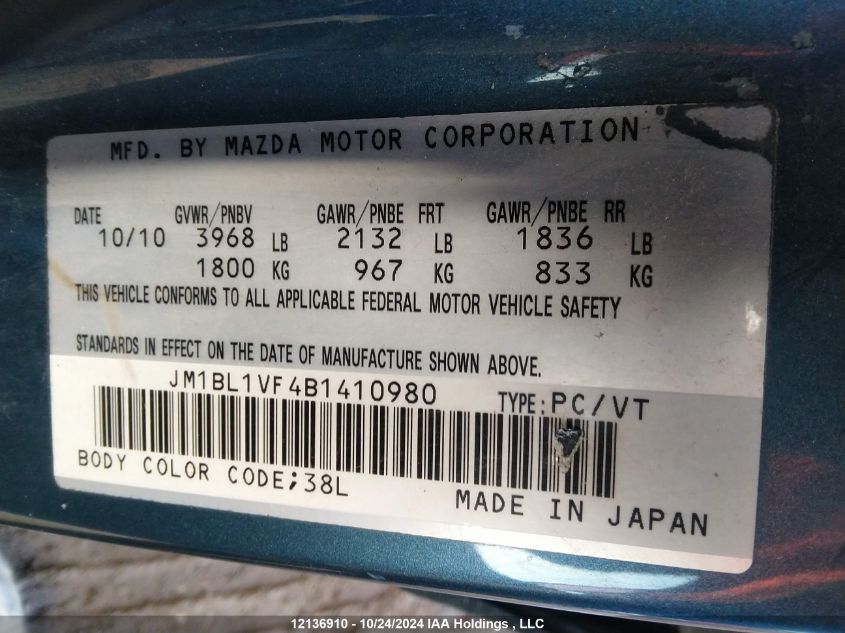 MFD. BY MAZDA MOTOR CORPORATION
DATE GVWR/PNBV GAWR/PNBE FRT GAWR/PNBE RR
10/10 3968 LB 2132 LB 1836 LB
1800 KG 967 KG 833 KG
THIS VEHICLE CONFORMS TO ALL APPLICABLE FEDERAL MOTOR VEHICLE SAFETY
STANDARDS IN EFFECT ON THE DATE OF MANUFACTURE SHOWN ABOVE.
JM1BL1VF4B1410980 TYPE:PC/VT
BODY COLOR CODE;38L
MADE IN JAPAN
12136910 - 10/24/2024 IAA Holdings , LLC